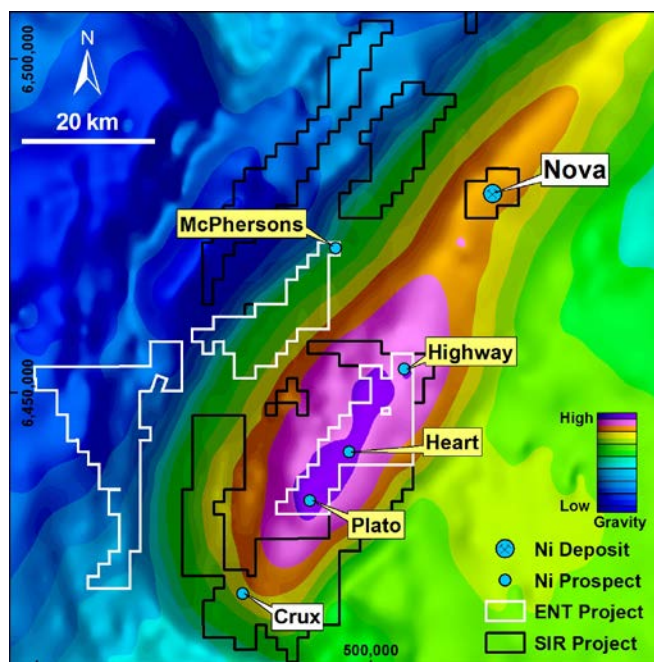 6,500,000
N
20 km
Nova
McPhersons
Highway
6,450,000
High
Heart
Low
Gravity
Plato
Ni Deposit
Ni Prospect
Crux
ENT Project
500,000
SIR Project